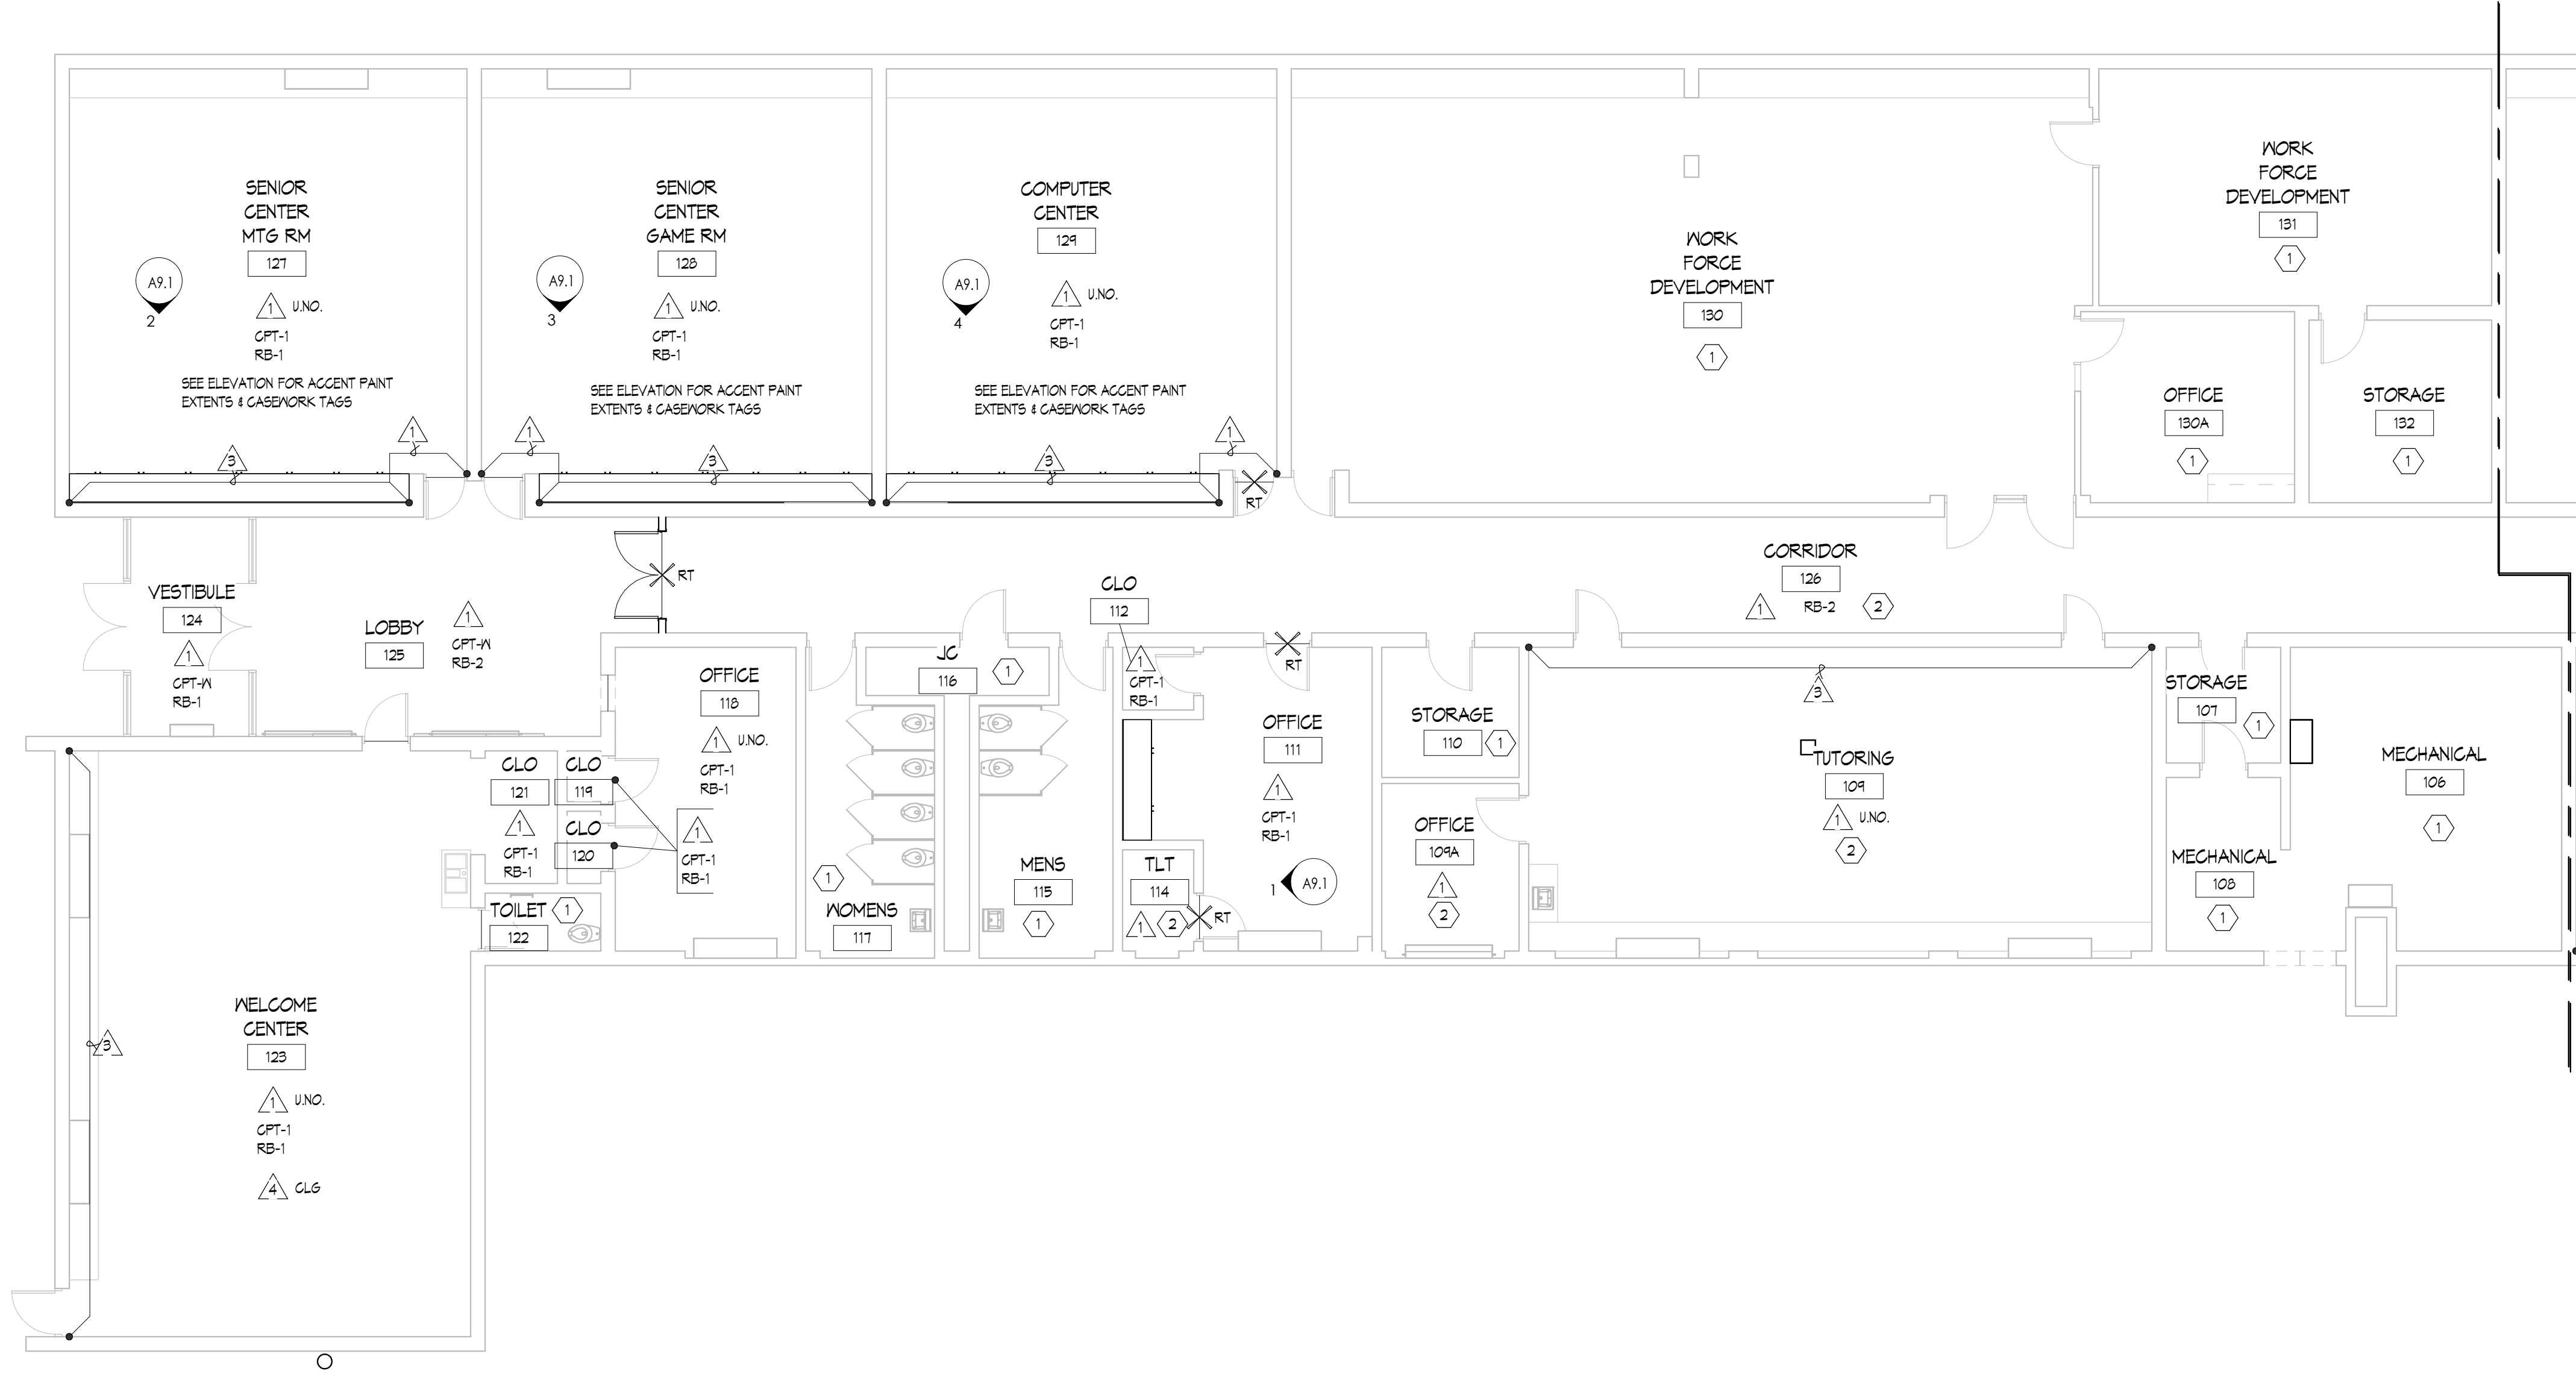 SENIOR
CENTER
MTG RM
127
A9.1
2
1 U.NO.
CPT-1
RB-1
SEE ELEVATION FOR ACCENT PAINT
EXTENTS & CASEWORK TAGS
1
3
SENIOR
CENTER
GAME RM
128
A9.1
3
1 U.NO.
CPT-1
RB-1
SEE ELEVATION FOR ACCENT PAINT
EXTENTS & CASEWORK TAGS
1
3
COMPUTER
CENTER
129
A9.1
4
1 U.NO.
CPT-1
RB-1
SEE ELEVATION FOR ACCENT PAINT
EXTENTS & CASEWORK TAGS
1
3
RT
WORK
FORCE
DEVELOPMENT
130
1
WORK
FORCE
DEVELOPMENT
131
1
OFFICE
130A
1
STORAGE
132
1
VESTIBULE
124
1
CPT-W
RB-1
LOBBY
125
1
CPT-W
RB-2
RT
CORRIDOR
126
1 RB-2 2
CLO
112
1
CPT-1
RB-1
OFFICE
118
1 U.NO.
CPT-1
RB-1
JC
116
1
RT
OFFICE
111
1
CPT-1
RB-1
1 A9.1
STORAGE
110
1
3
TUTORING
109
1 U.NO.
2
STORAGE
107
1
MECHANICAL
106
1
CLO
121
1
CPT-1
RB-1
CLO
119
CLO
120
1
CPT-1
RB-1
TOILET
1
122
1
WOMENS
117
MENS
115
1
TLT
114
1 2
RT
OFFICE
109A
1
2
MECHANICAL
108
1
WELCOME
CENTER
123
3
1 U.NO.
CPT-1
RB-1
4 CLG